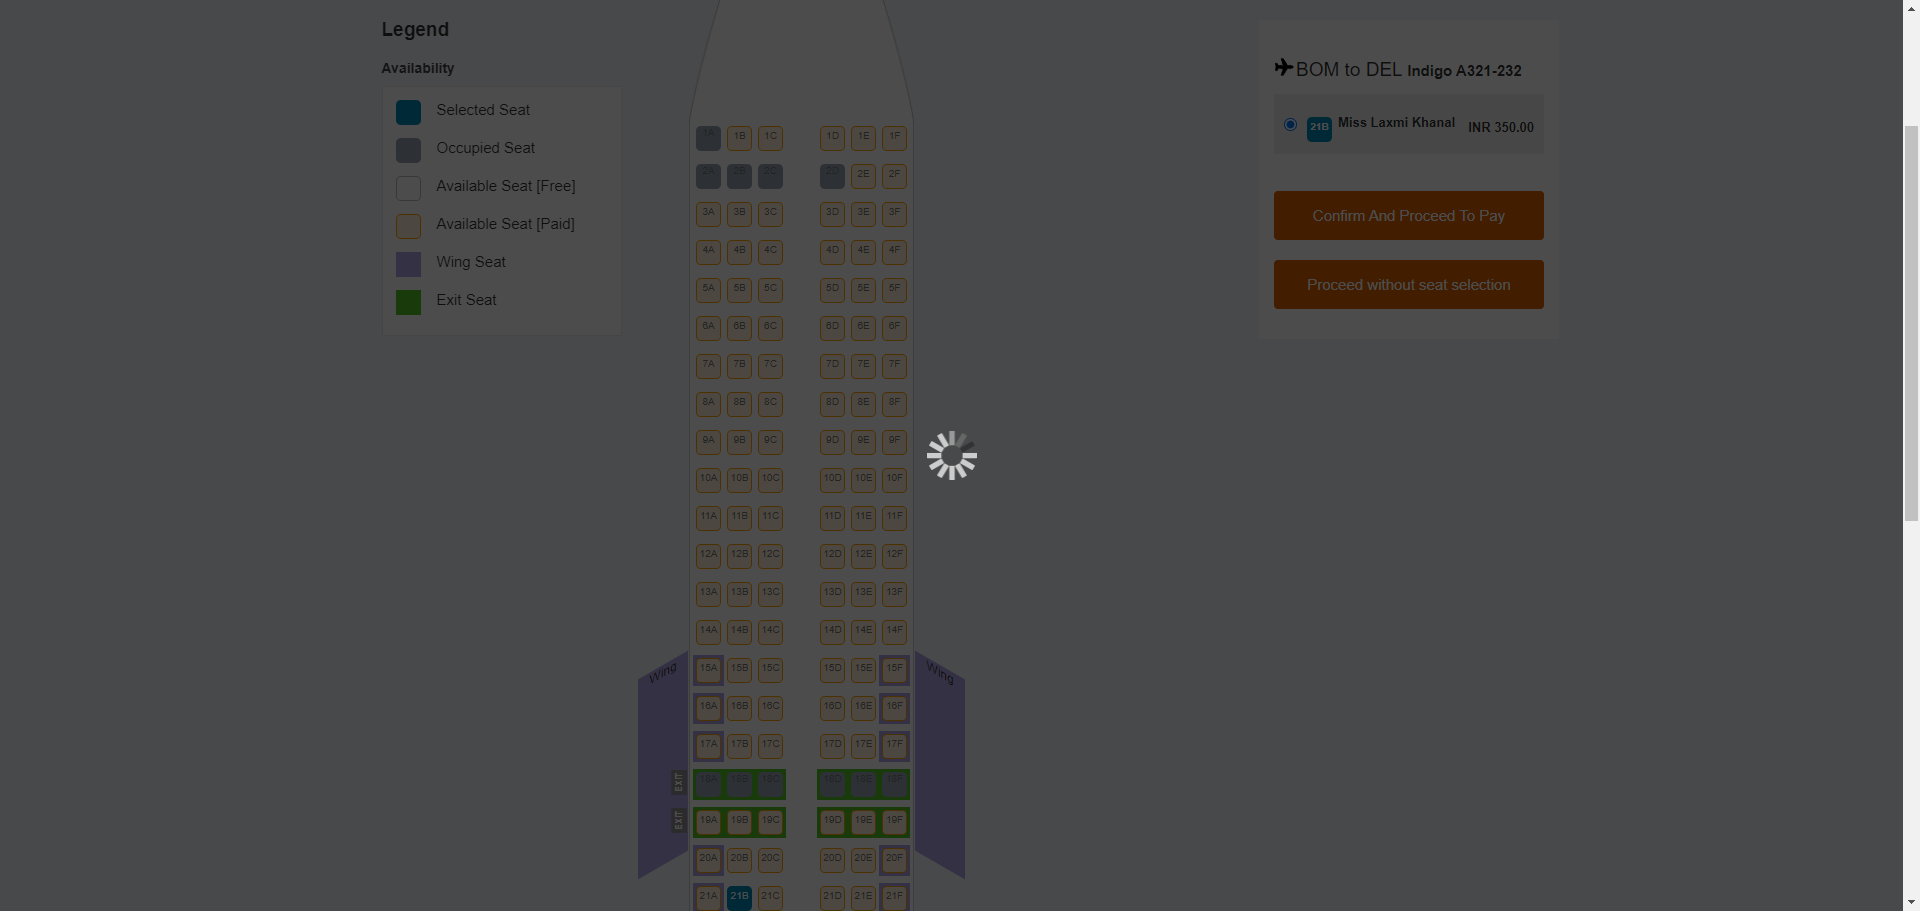 Legend
Availability
Selected Seat
Occupied Seat
Available Seat [Free]
Available Seat [Paid]
Wing Seat
Exit Seat
1A 1B 1C 1D 1E 1F
2A 2B 2C 2D 2E 2F
3A 3B 3C 3D 3E 3F
4A 4B 4C 4D 4E 4F
5A 5B 5C 5D 5E 5F
6A 6B 6C 6D 6E 6F
7A 7B 7C 7D 7E 7F
8A 8B 8C 8D 8E 8F
9A 9B 9C 9D 9E 9F
10A 10B 10C 10D 10E 10F
11A 11B 11C 11D 11E 11F
12A 12B 12C 12D 12E 12F
13A 13B 13C 13D 13E 13F
14A 14B 14C 14D 14E 14F
Wing 15A 15B 15C 15D 15E 15F Wing
16A 16B 16C 16D 16E 16F
17A 17B 17C 17D 17E 17F
EXIT 18A 18B 18C 18D 18E 18F
EXIT 19A 19B 19C 19D 19E 19F
20A 20B 20C 20D 20E 20F
21A 21B 21C 21D 21E 21F
BOM to DEL Indigo A321-232
21B Miss Laxmi Khanal INR 350.00
Confirm And Proceed To Pay
Proceed without seat selection